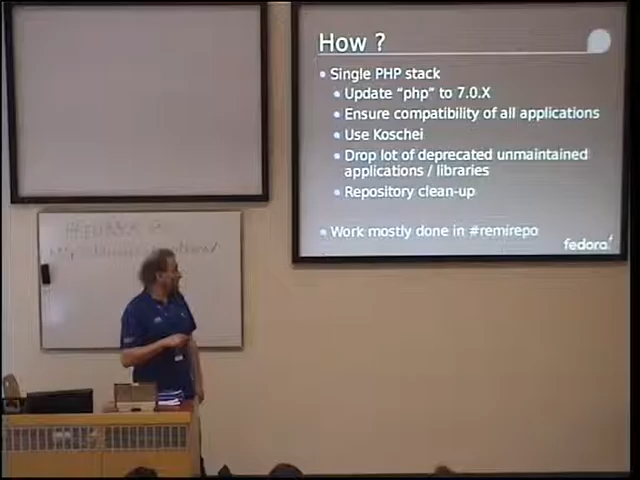 How ?
Single PHP stack
Update “php” to 7.0.X
Ensure compatibility of all applications
Use Koschei
Drop lot of deprecated unmaintained
applications / libraries
Repository clean-up
Work mostly done in #remirepo
fedora
FEEDBACK